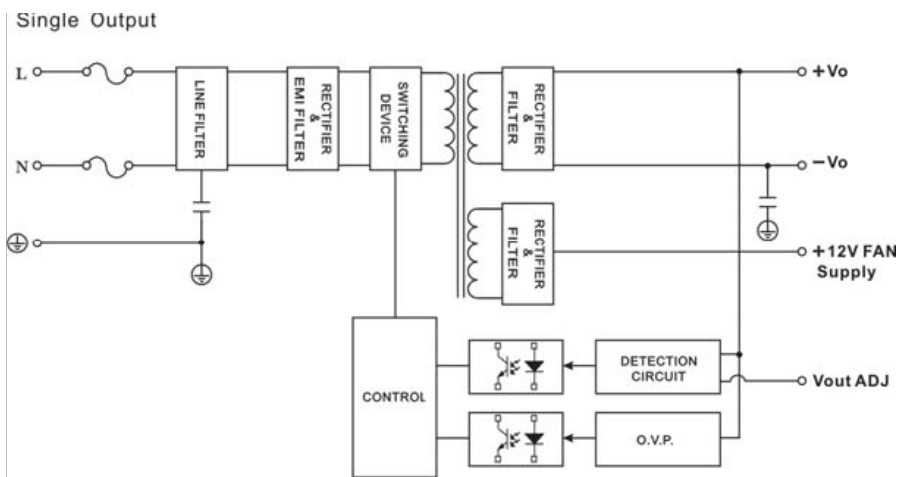 Single Output
L
N
LINE FILTER
RECTIFIER
&
EMI FILTER
SWITCHING
DEVICE
RECTIFIER
&
FILTER
+Vo
-Vo
RECTIFIER
&
FILTER
+12V FAN
Supply
CONTROL
DETECTION
CIRCUIT
Vout ADJ
O.V.P.